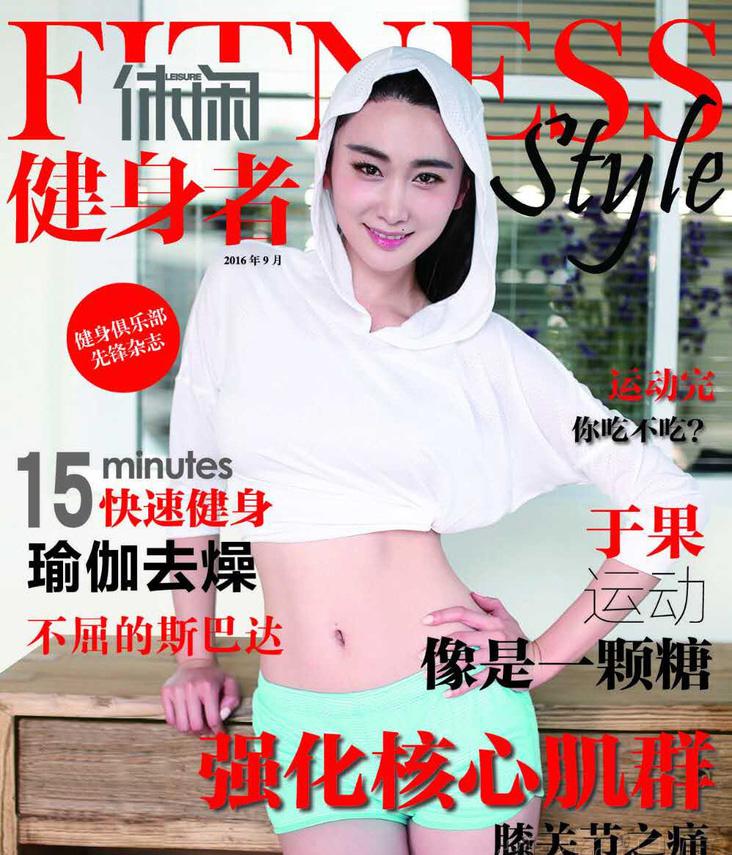 FITNESS
休闲
LEISURE
Style
健身者
2016年9月
健身俱乐部
先锋杂志
运动完
你吃不吃?
15 minutes
快速健身
瑜伽去燥
不屈的斯巴达
于果
运动
像是一颗糖
强化核心肌群
膝关节之痛